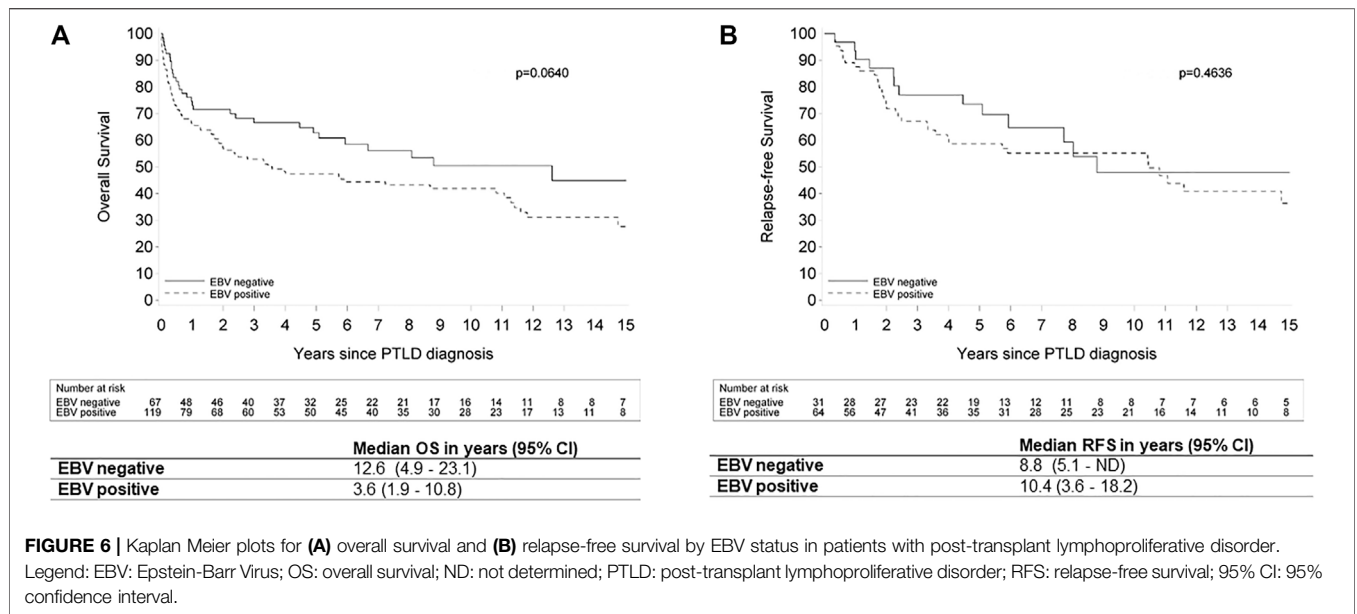 A
100
90
80
70
60
50
40
30
20
10
0
Overall Survival
p=0.0640
EBV negative
EBV positive
0 1 2 3 4 5 6 7 8 9 10 11 12 13 14 15
Years since PTLD diagnosis
Number at risk
EBV negative 67 48 46 40 37 32 25 22 21 17 16 14 11 8 8 7
EBV positive 119 79 68 60 53 50 45 40 35 30 28 23 17 13 11 8
Median OS in years (95% CI)
EBV negative 12.6 (4.9 - 23.1)
EBV positive 3.6 (1.9 - 10.8)
B
100
90
80
70
60
50
40
30
20
10
0
Relapse-free Survival
p=0.4636
EBV negative
EBV positive
0 1 2 3 4 5 6 7 8 9 10 11 12 13 14 15
Years since PTLD diagnosis
Number at risk
EBV negative 31 28 27 23 22 19 13 12 11 8 8 7 7 6 6 5
EBV positive 64 56 47 41 36 35 31 28 25 23 21 16 14 11 10 8
Median RFS in years (95% CI)
EBV negative 8.8 (5.1 - ND)
EBV positive 10.4 (3.6 - 18.2)
FIGURE 6 | Kaplan Meier plots for (A) overall survival and (B) relapse-free survival by EBV status in patients with post-transplant lymphoproliferative disorder.
Legend: EBV: Epstein-Barr Virus; OS: overall survival; ND: not determined; PTLD: post-transplant lymphoproliferative disorder; RFS: relapse-free survival; 95% CI: 95%
confidence interval.